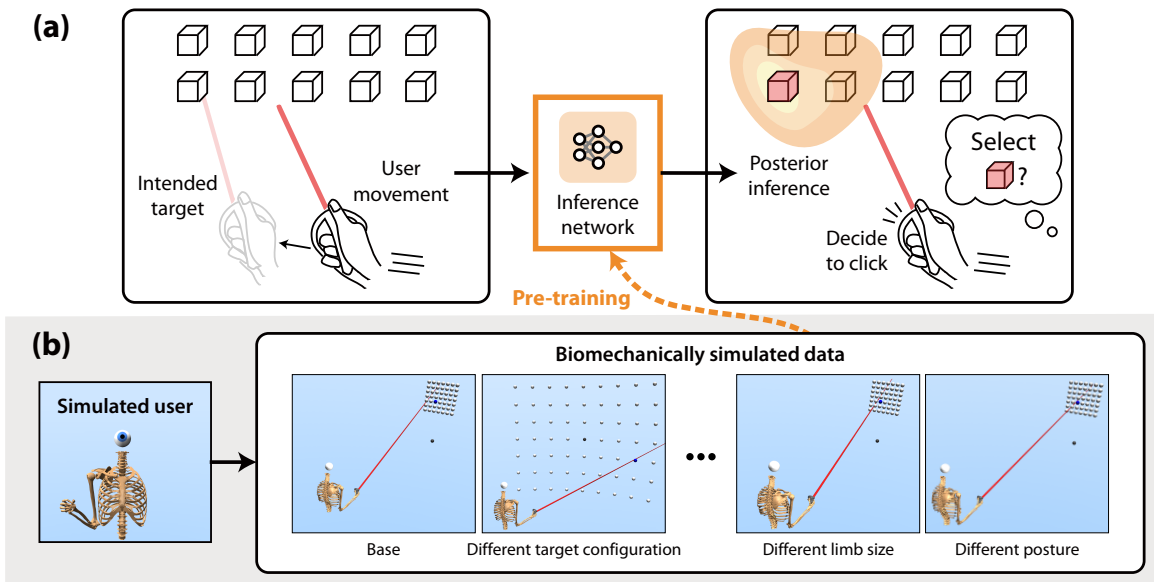 (a)
Intended
target
User
movement
Inference
network
Posterior
inference
Select
?
Decide
to click
Pre-training
(b)
Simulated user
Biomechanically simulated data
•••
Base
Different target configuration
Different limb size
Different posture